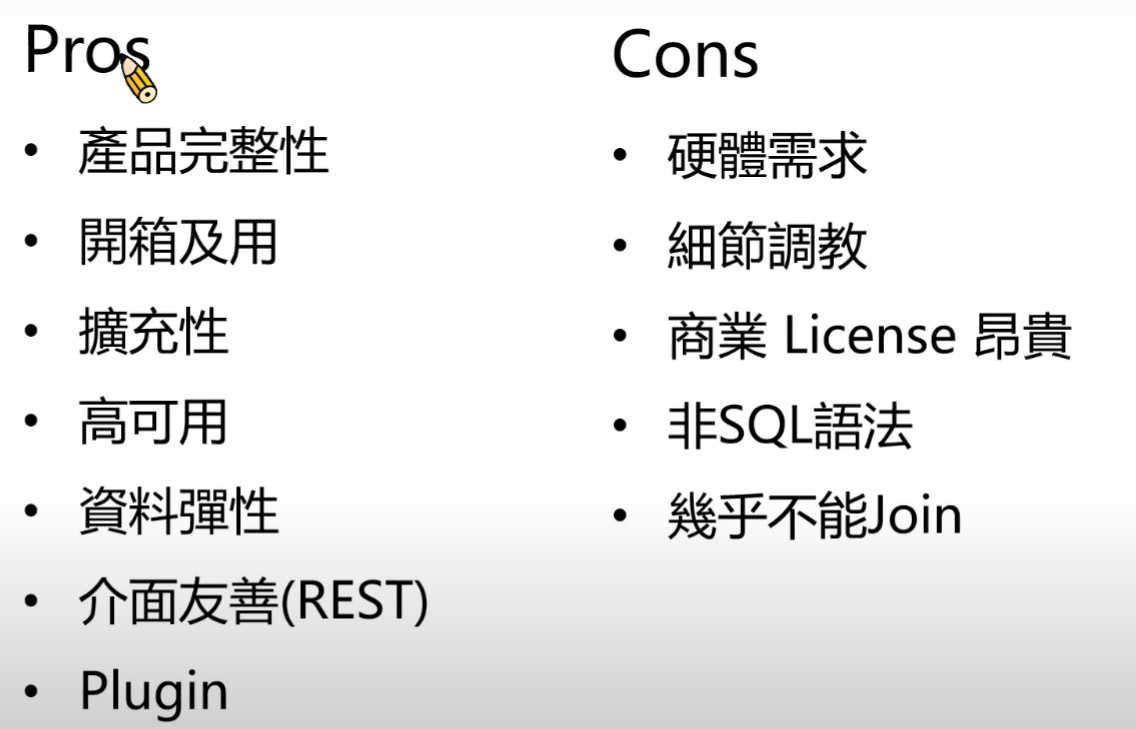 Pros
• 產品完整性
• 開箱及用
• 擴充性
• 高可用
• 資料彈性
• 介面友善(REST)
• Plugin
Cons
• 硬體需求
• 細節調教
• 商業 License 昂貴
• 非SQL語法
• 幾乎不能Join